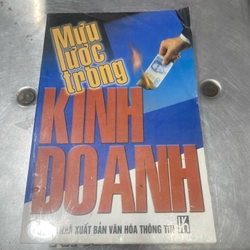 Mưu
lược
trong
KINH
DOANH
NHÀ XUẤT BẢN VĂN HÓA THÔNG TIN